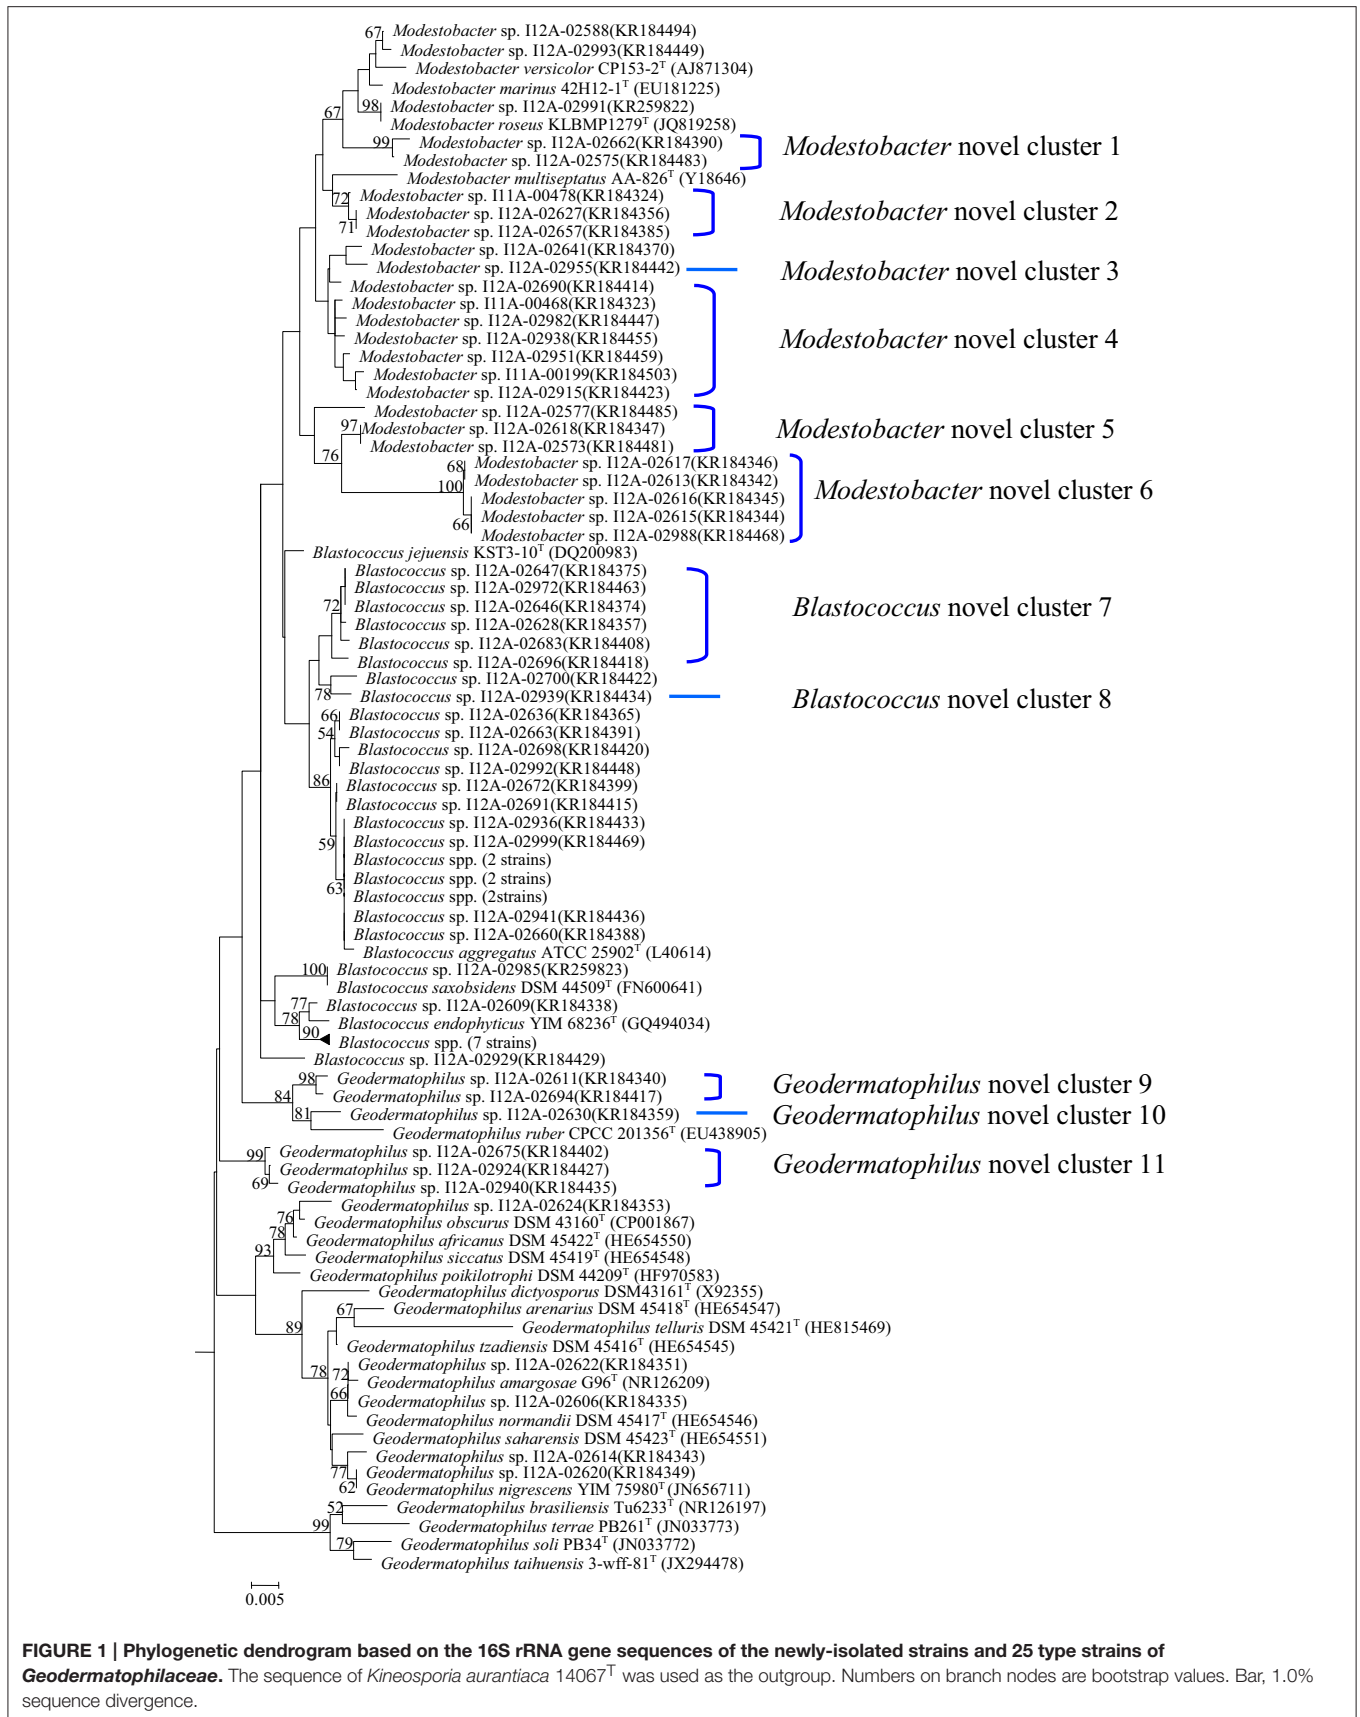 67 Modestobacter sp. I12A-02588(KR184494)
Modestobacter sp. I12A-02993(KR184449)
Modestobacter versicolor CP153-2T (AJ871304)
Modestobacter marinus 42H12-1T (EU181225)
98 Modestobacter sp. I12A-02991(KR259822)
67
Modestobacter roseus KLBMP1279T (JQ819258)
99 Modestobacter sp. I12A-02662(KR184390)
Modestobacter novel cluster 1
Modestobacter sp. I12A-02575(KR184483)
Modestobacter multiseptatus AA-826T (Y18646)
72 Modestobacter sp. I11A-00478(KR184324)
Modestobacter sp. I12A-02627(KR184356)
Modestobacter novel cluster 2
71 Modestobacter sp. I12A-02657(KR184385)
Modestobacter sp. I12A-02641(KR184370)
Modestobacter sp. I12A-02955(KR184442)
Modestobacter novel cluster 3
Modestobacter sp. I12A-02690(KR184414)
Modestobacter sp. I11A-00468(KR184323)
Modestobacter sp. I12A-02982(KR184447)
Modestobacter sp. I12A-02938(KR184455)
Modestobacter novel cluster 4
Modestobacter sp. I12A-02951(KR184459)
Modestobacter sp. I11A-00199(KR184503)
Modestobacter sp. I12A-02915(KR184423)
Modestobacter sp. I12A-02577(KR184485)
97 Modestobacter sp. I12A-02618(KR184347)
Modestobacter novel cluster 5
Modestobacter sp. I12A-02573(KR184481)
76
68 Modestobacter sp. I12A-02617(KR184346)
Modestobacter sp. I12A-02613(KR184342)
100
Modestobacter novel cluster 6
Modestobacter sp. I12A-02616(KR184345)
Modestobacter sp. I12A-02615(KR184344)
66
Modestobacter sp. I12A-02988(KR184468)
Blastococcus jejuensis KST3-10T (DQ200983)
Blastococcus sp. I12A-02647(KR184375)
Blastococcus sp. I12A-02972(KR184463)
72 Blastococcus sp. I12A-02646(KR184374)
Blastococcus novel cluster 7
Blastococcus sp. I12A-02628(KR184357)
Blastococcus sp. I12A-02683(KR184408)
Blastococcus sp. I12A-02696(KR184418)
Blastococcus sp. I12A-02700(KR184422)
78 Blastococcus sp. I12A-02939(KR184434)
Blastococcus novel cluster 8
66 Blastococcus sp. I12A-02636(KR184365)
54 Blastococcus sp. I12A-02663(KR184391)
Blastococcus sp. I12A-02698(KR184420)
Blastococcus sp. I12A-02992(KR184448)
86 Blastococcus sp. I12A-02672(KR184399)
Blastococcus sp. I12A-02691(KR184415)
Blastococcus sp. I12A-02936(KR184433)
59 Blastococcus sp. I12A-02999(KR184469)
Blastococcus spp. (2 strains)
Blastococcus spp. (2 strains)
63
Blastococcus spp. (2strains)
Blastococcus sp. I12A-02941(KR184436)
Blastococcus sp. I12A-02660(KR184388)
Blastococcus aggregatus ATCC 25902T (L40614)
100 Blastococcus sp. I12A-02985(KR259823)
Blastococcus saxobsidens DSM 44509T (FN600641)
77 Blastococcus sp. I12A-02609(KR184338)
78 Blastococcus endophyticus YIM 68236T (GQ494034)
90 Blastococcus spp. (7 strains)
Blastococcus sp. I12A-02929(KR184429)
98 Geodermatophilus sp. I12A-02611(KR184340)
Geodermatophilus novel cluster 9
84 Geodermatophilus sp. I12A-02694(KR184417)
81 Geodermatophilus sp. I12A-02630(KR184359)
Geodermatophilus novel cluster 10
Geodermatophilus ruber CPCC 201356T (EU438905)
99 Geodermatophilus sp. I12A-02675(KR184402)
Geodermatophilus novel cluster 11
Geodermatophilus sp. I12A-02924(KR184427)
69 Geodermatophilus sp. I12A-02940(KR184435)
Geodermatophilus sp. I12A-02624(KR184353)
76 Geodermatophilus obscurus DSM 43160T (CP001867)
78 Geodermatophilus africanus DSM 45422T (HE654550)
93 Geodermatophilus siccatus DSM 45419T (HE654548)
Geodermatophilus poikilotrophi DSM 44209T (HF970583)
Geodermatophilus dictyosporus DSM43161T (X92355)
67 Geodermatophilus arenarius DSM 45418T (HE654547)
89 Geodermatophilus telluris DSM 45421T (HE815469)
Geodermatophilus tzadiensis DSM 45416T (HE654545)
Geodermatophilus sp. I12A-02622(KR184351)
78 72
Geodermatophilus amargosae G96T (NR126209)
66 Geodermatophilus sp. I12A-02606(KR184335)
Geodermatophilus normandii DSM 45417T (HE654546)
Geodermatophilus saharensis DSM 45423T (HE654551)
Geodermatophilus sp. I12A-02614(KR184343)
77 Geodermatophilus sp. I12A-02620(KR184349)
62 Geodermatophilus nigrescens YIM 75980T (JN656711)
52 Geodermatophilus brasiliensis Tu6233T (NR126197)
99 Geodermatophilus terrae PB261T (JN033773)
79 Geodermatophilus soli PB34T (JN033772)
Geodermatophilus taihuensis 3-wff-81T (JX294478)
0.005
FIGURE 1 | Phylogenetic dendrogram based on the 16S rRNA gene sequences of the newly-isolated strains and 25 type strains of
Geodermatophilaceae. The sequence of Kineosporia aurantiaca 14067T was used as the outgroup. Numbers on branch nodes are bootstrap values. Bar, 1.0%
sequence divergence.